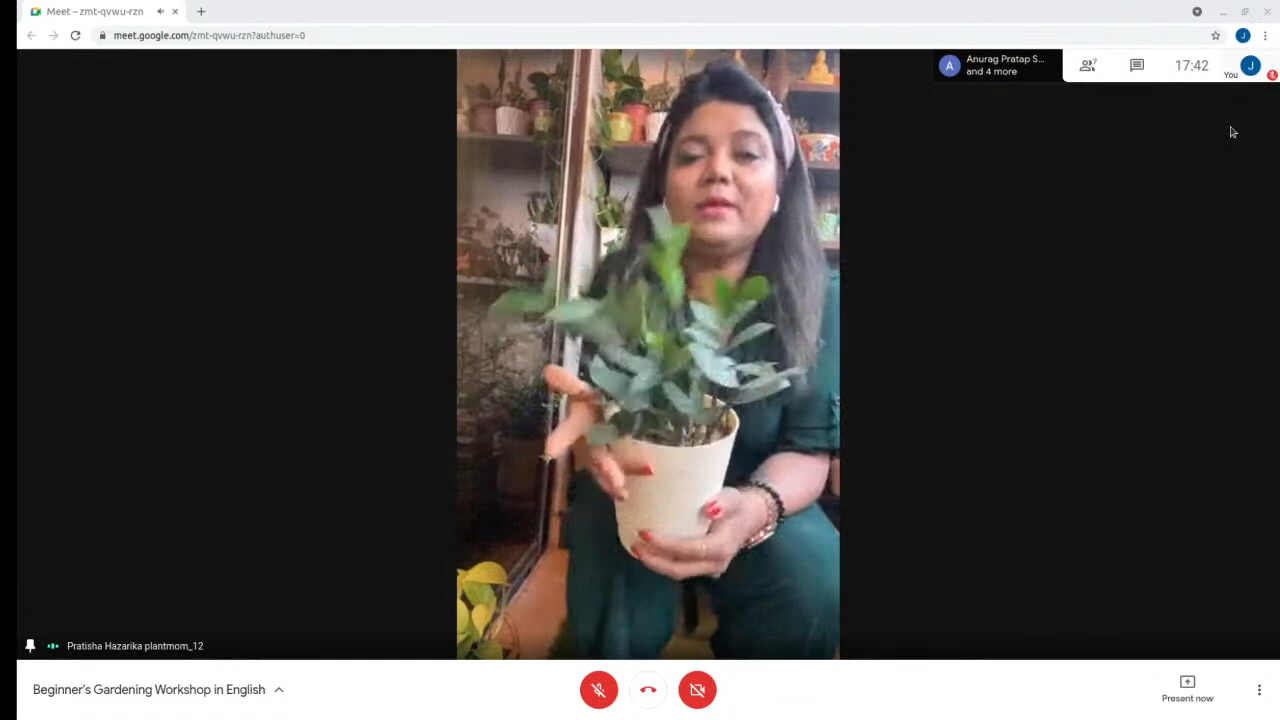 Meet – zmt-qvwu-rzn
meet.google.com/zmt-qvwu-rzn?authuser=0
A
Anurag Pratap S...
and 4 more
7
17:42
You
J
J
Pratisha Hazarika plantmom_12
Beginner's Gardening Workshop in English
Present now